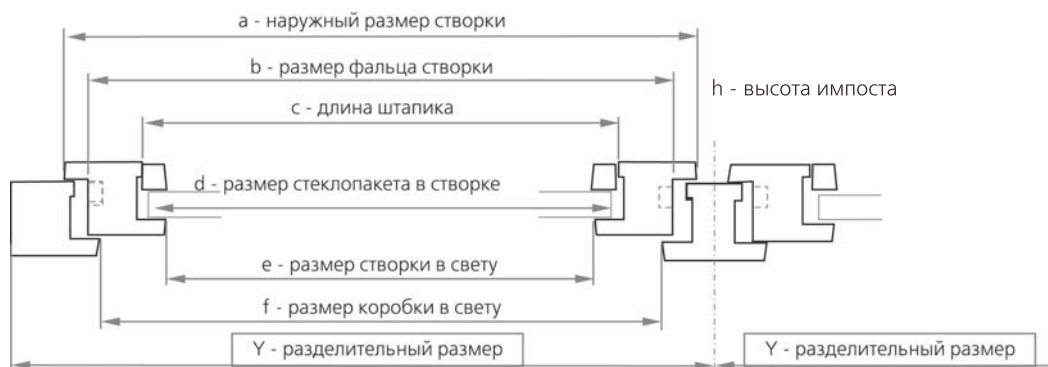 a - наружный размер створки
b - размер фальца створки
h - высота импоста
c - длина штапика
d - размер стеклопакета в створке
e - размер створки в свету
f - размер коробки в свету
Y - разделительный размер
Y - разделительный размер